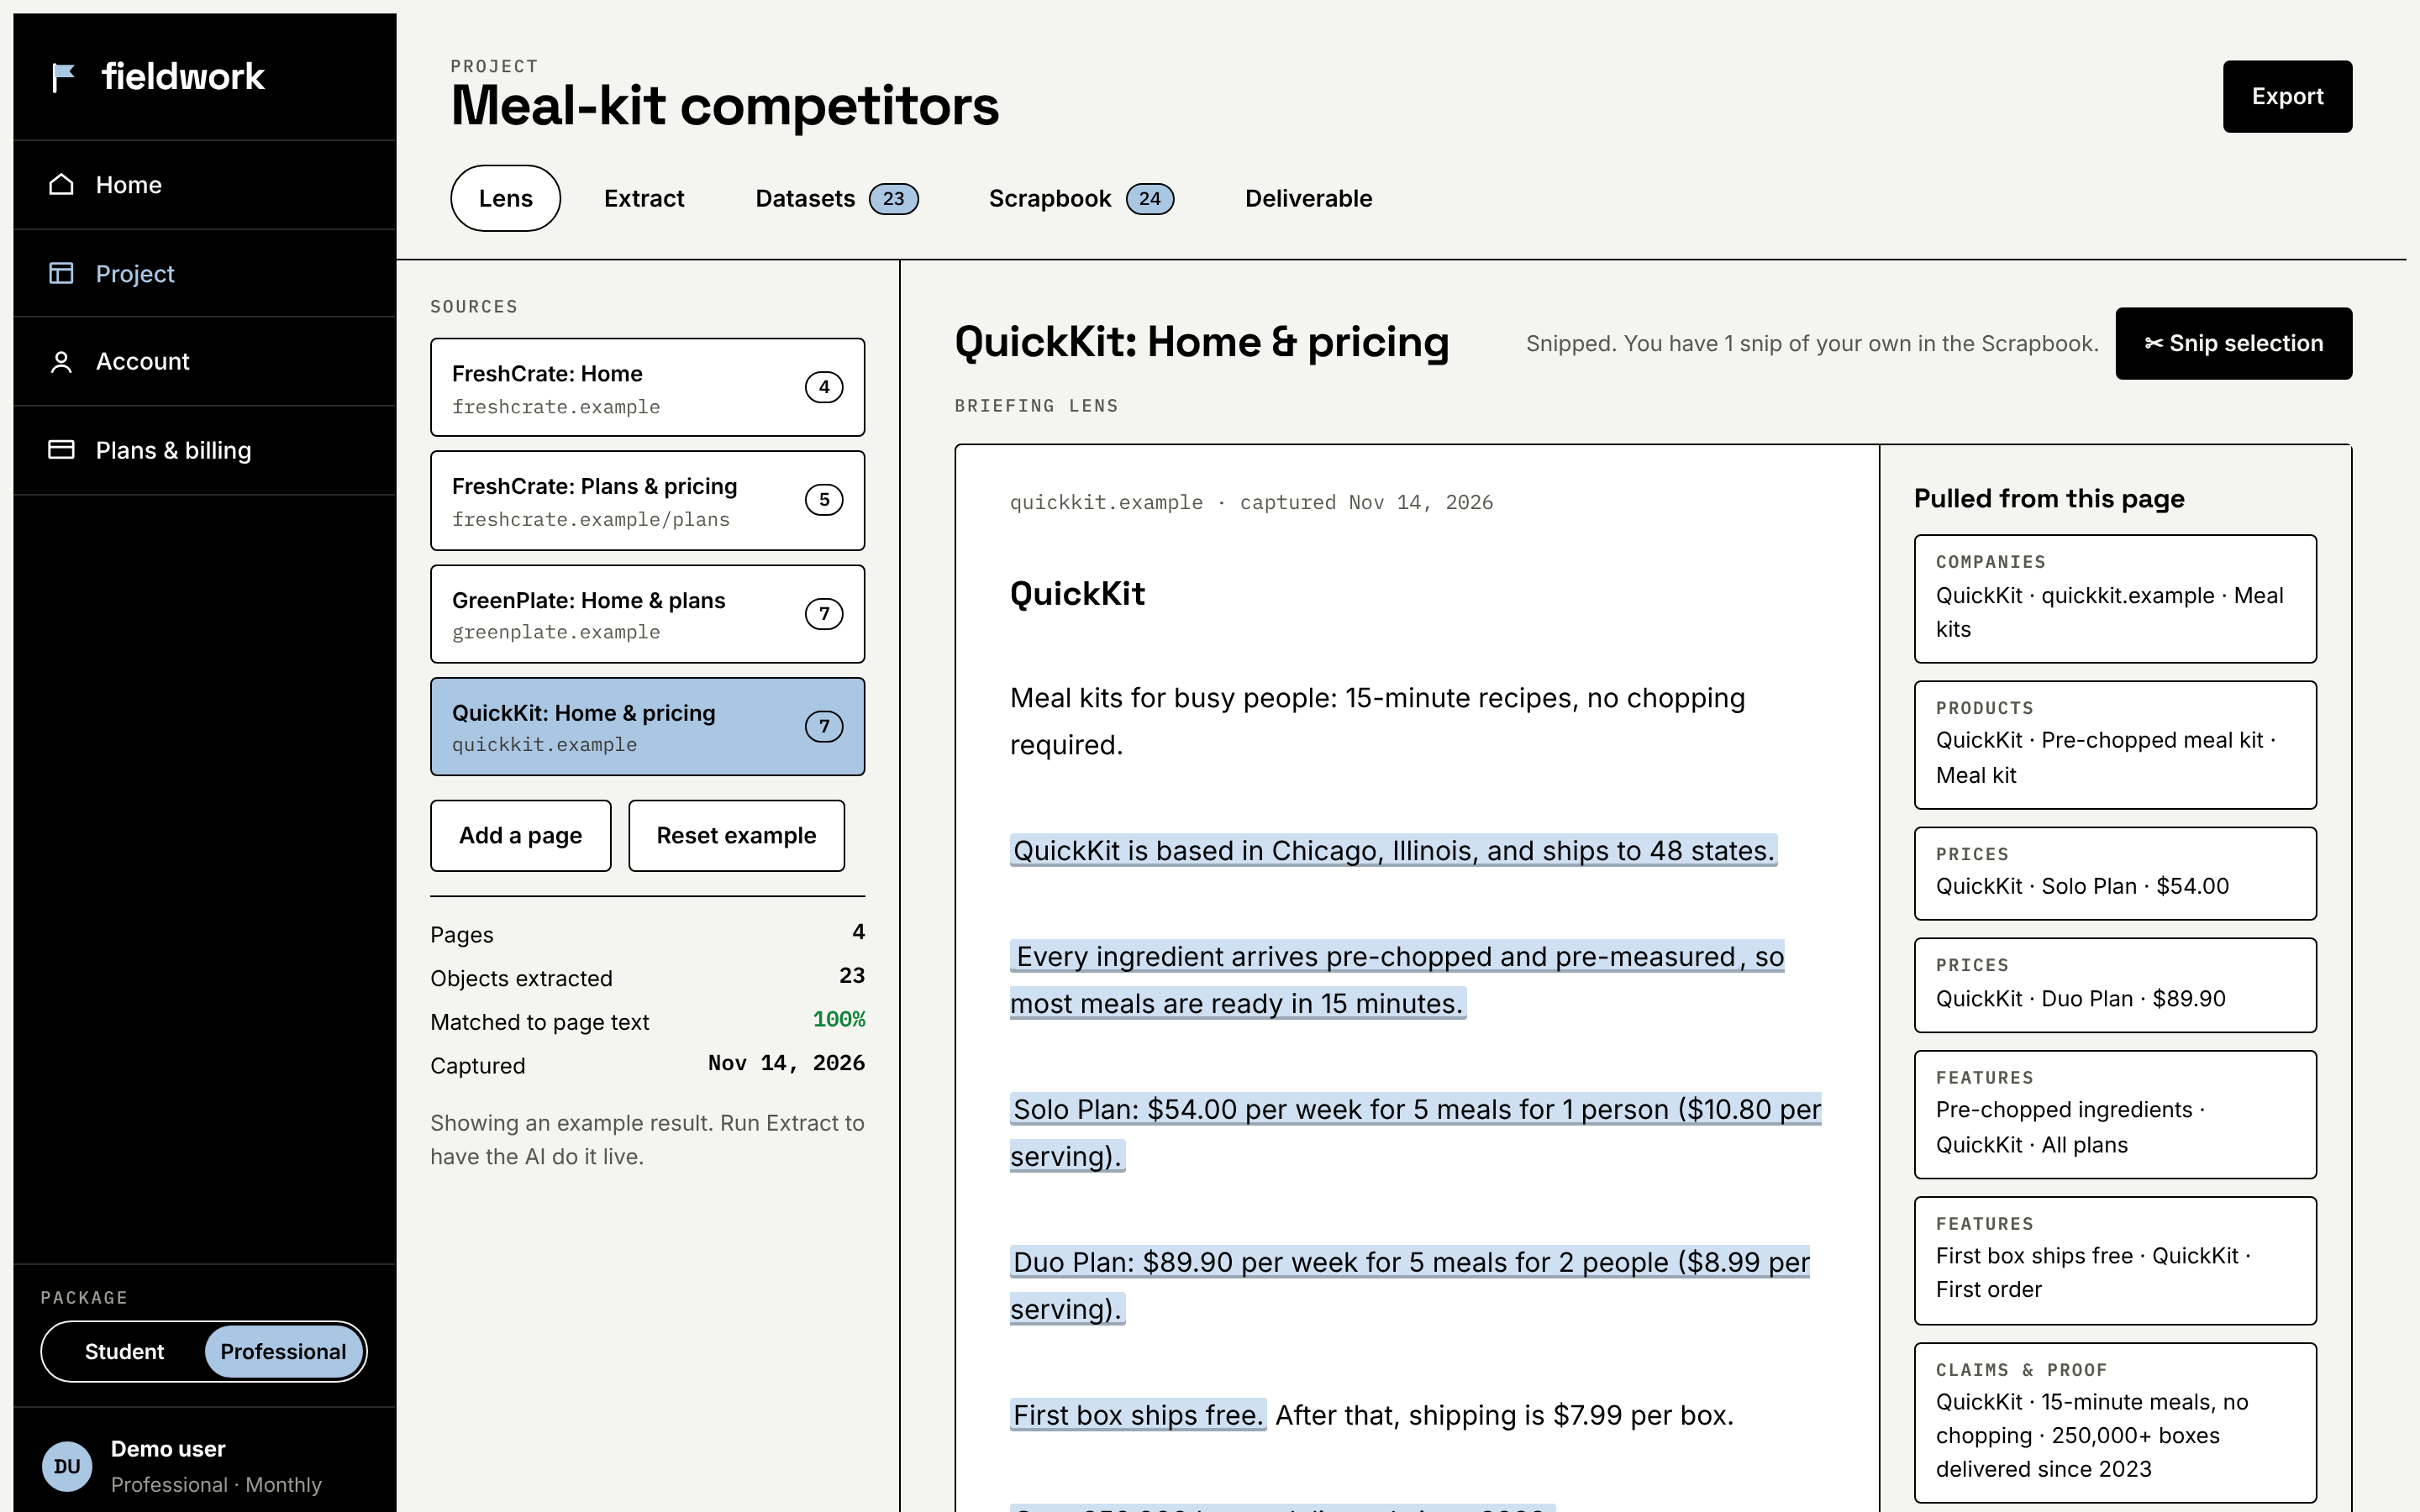 fieldwork
Home
Project
Account
Plans & billing
PACKAGE
Student
Professional
DU
Demo user
Professional · Monthly
PROJECT
Meal-kit competitors
Export
Lens
Extract
Datasets 23
Scrapbook 24
Deliverable
SOURCES
FreshCrate: Home
freshcrate.example
4
FreshCrate: Plans & pricing
freshcrate.example/plans
5
GreenPlate: Home & plans
greenplate.example
7
QuickKit: Home & pricing
quickkit.example
7
Add a page
Reset example
Pages 4
Objects extracted 23
Matched to page text 100%
Captured Nov 14, 2026
Showing an example result. Run Extract to
have the AI do it live.
QuickKit: Home & pricing
Snipped. You have 1 snip of your own in the Scrapbook.
✂ Snip selection
BRIEFING LENS
quickkit.example · captured Nov 14, 2026
QuickKit
Meal kits for busy people: 15-minute recipes, no chopping
required.
QuickKit is based in Chicago, Illinois, and ships to 48 states.
Every ingredient arrives pre-chopped and pre-measured, so
most meals are ready in 15 minutes.
Solo Plan: $54.00 per week for 5 meals for 1 person ($10.80 per
serving).
Duo Plan: $89.90 per week for 5 meals for 2 people ($8.99 per
serving).
First box ships free. After that, shipping is $7.99 per box.
Pulled from this page
COMPANIES
QuickKit · quickkit.example · Meal
kits
PRODUCTS
QuickKit · Pre-chopped meal kit ·
Meal kit
PRICES
QuickKit · Solo Plan · $54.00
PRICES
QuickKit · Duo Plan · $89.90
FEATURES
Pre-chopped ingredients ·
QuickKit · All plans
FEATURES
First box ships free · QuickKit ·
First order
CLAIMS & PROOF
QuickKit · 15-minute meals, no
chopping · 250,000+ boxes
delivered since 2023